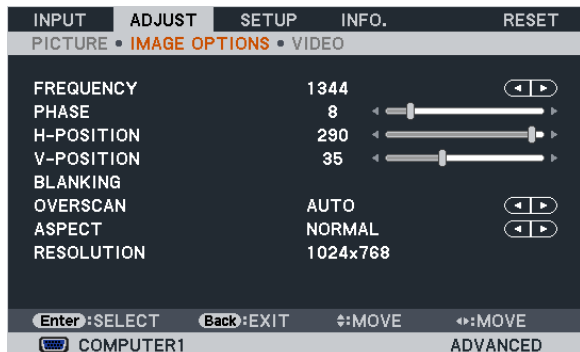 INPUT ADJUST SETUP INFO. RESET
PICTURE • IMAGE OPTIONS • VIDEO
FREQUENCY 1344
PHASE 8
H-POSITION 290
V-POSITION 35
BLANKING
OVERSCAN AUTO
ASPECT NORMAL
RESOLUTION 1024x768
Enter:SELECT Back:EXIT :MOVE :MOVE
COMPUTER1 ADVANCED